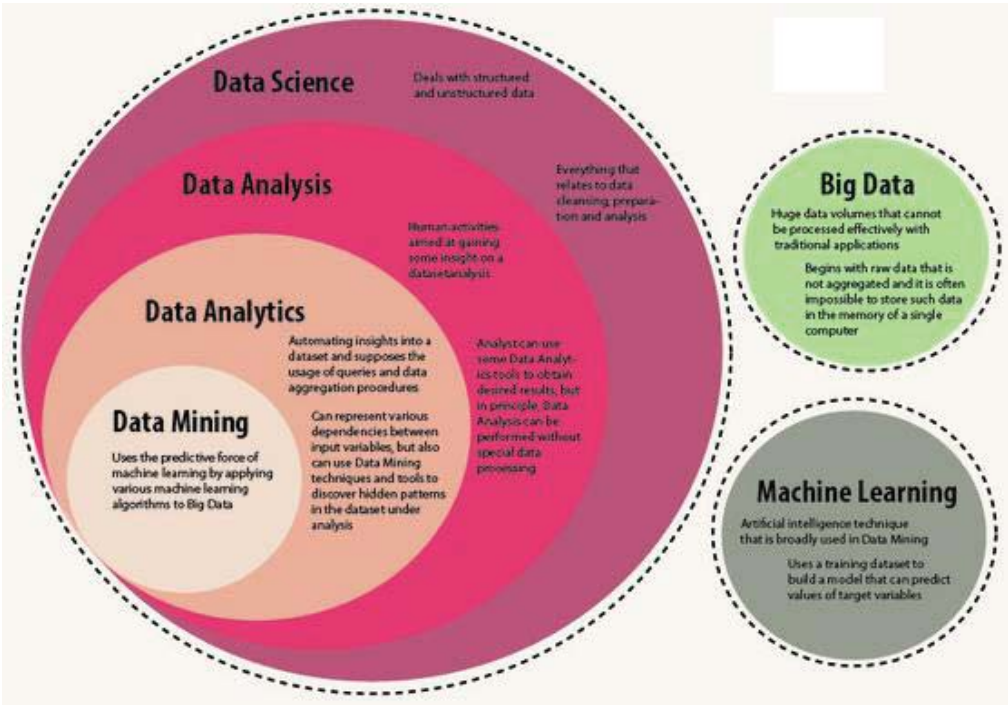 Data Science
Deals with structured
and unstructured data
Data Analysis
Everything that
relates to data
cleansing, prepara-
tion and analysis
Human activities
aimed at gaining
some insight on a
datasetanalysis
Data Analytics
Automating insights into a
dataset and supposes the
usage of queries and data
aggregation procedures
Can represent various
dependencies between
input variables, but also
can use Data Mining
techniques and tools to
discover hidden patterns
in the dataset under
analysis
Analyst can use
some Data Analyt-
ics tools to obtain
desired results, but
in principle, Data
Analysis can be
performed without
special data
processing
Data Mining
Uses the predictive force of
machine learning by applying
various machine learning
algorithms to Big Data
Big Data
Huge data volumes that cannot
be processed effectively with
traditional applications
Begins with raw data that is
not aggregated and it is often
impossible to store such data
in the memory of a single
computer
Machine Learning
Artificial intelligence technique
that is broadly used in Data Mining
Uses a training dataset to
build a model that can predict
values of target variables